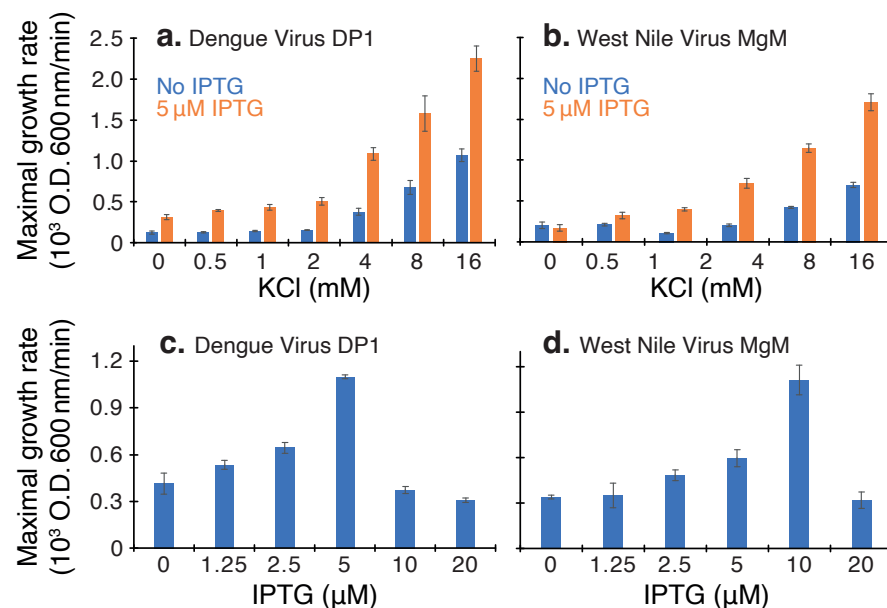 a. Dengue Virus DP1
b. West Nile Virus MgM
No IPTG
5 µM IPTG
No IPTG
5 µM IPTG
Maximal growth rate
(10³ O.D. 600 nm/min)
2.5
2.0
1.5
1.0
0.5
0
0 0.5 1 2 4 8 16
KCl (mM)
0 0.5 1 2 4 8 16
KCl (mM)
c. Dengue Virus DP1
d. West Nile Virus MgM
Maximal growth rate
(10³ O.D. 600 nm/min)
1.2
0.9
0.6
0.3
0
0 1.25 2.5 5 10 20
IPTG (µM)
0 1.25 2.5 5 10 20
IPTG (µM)